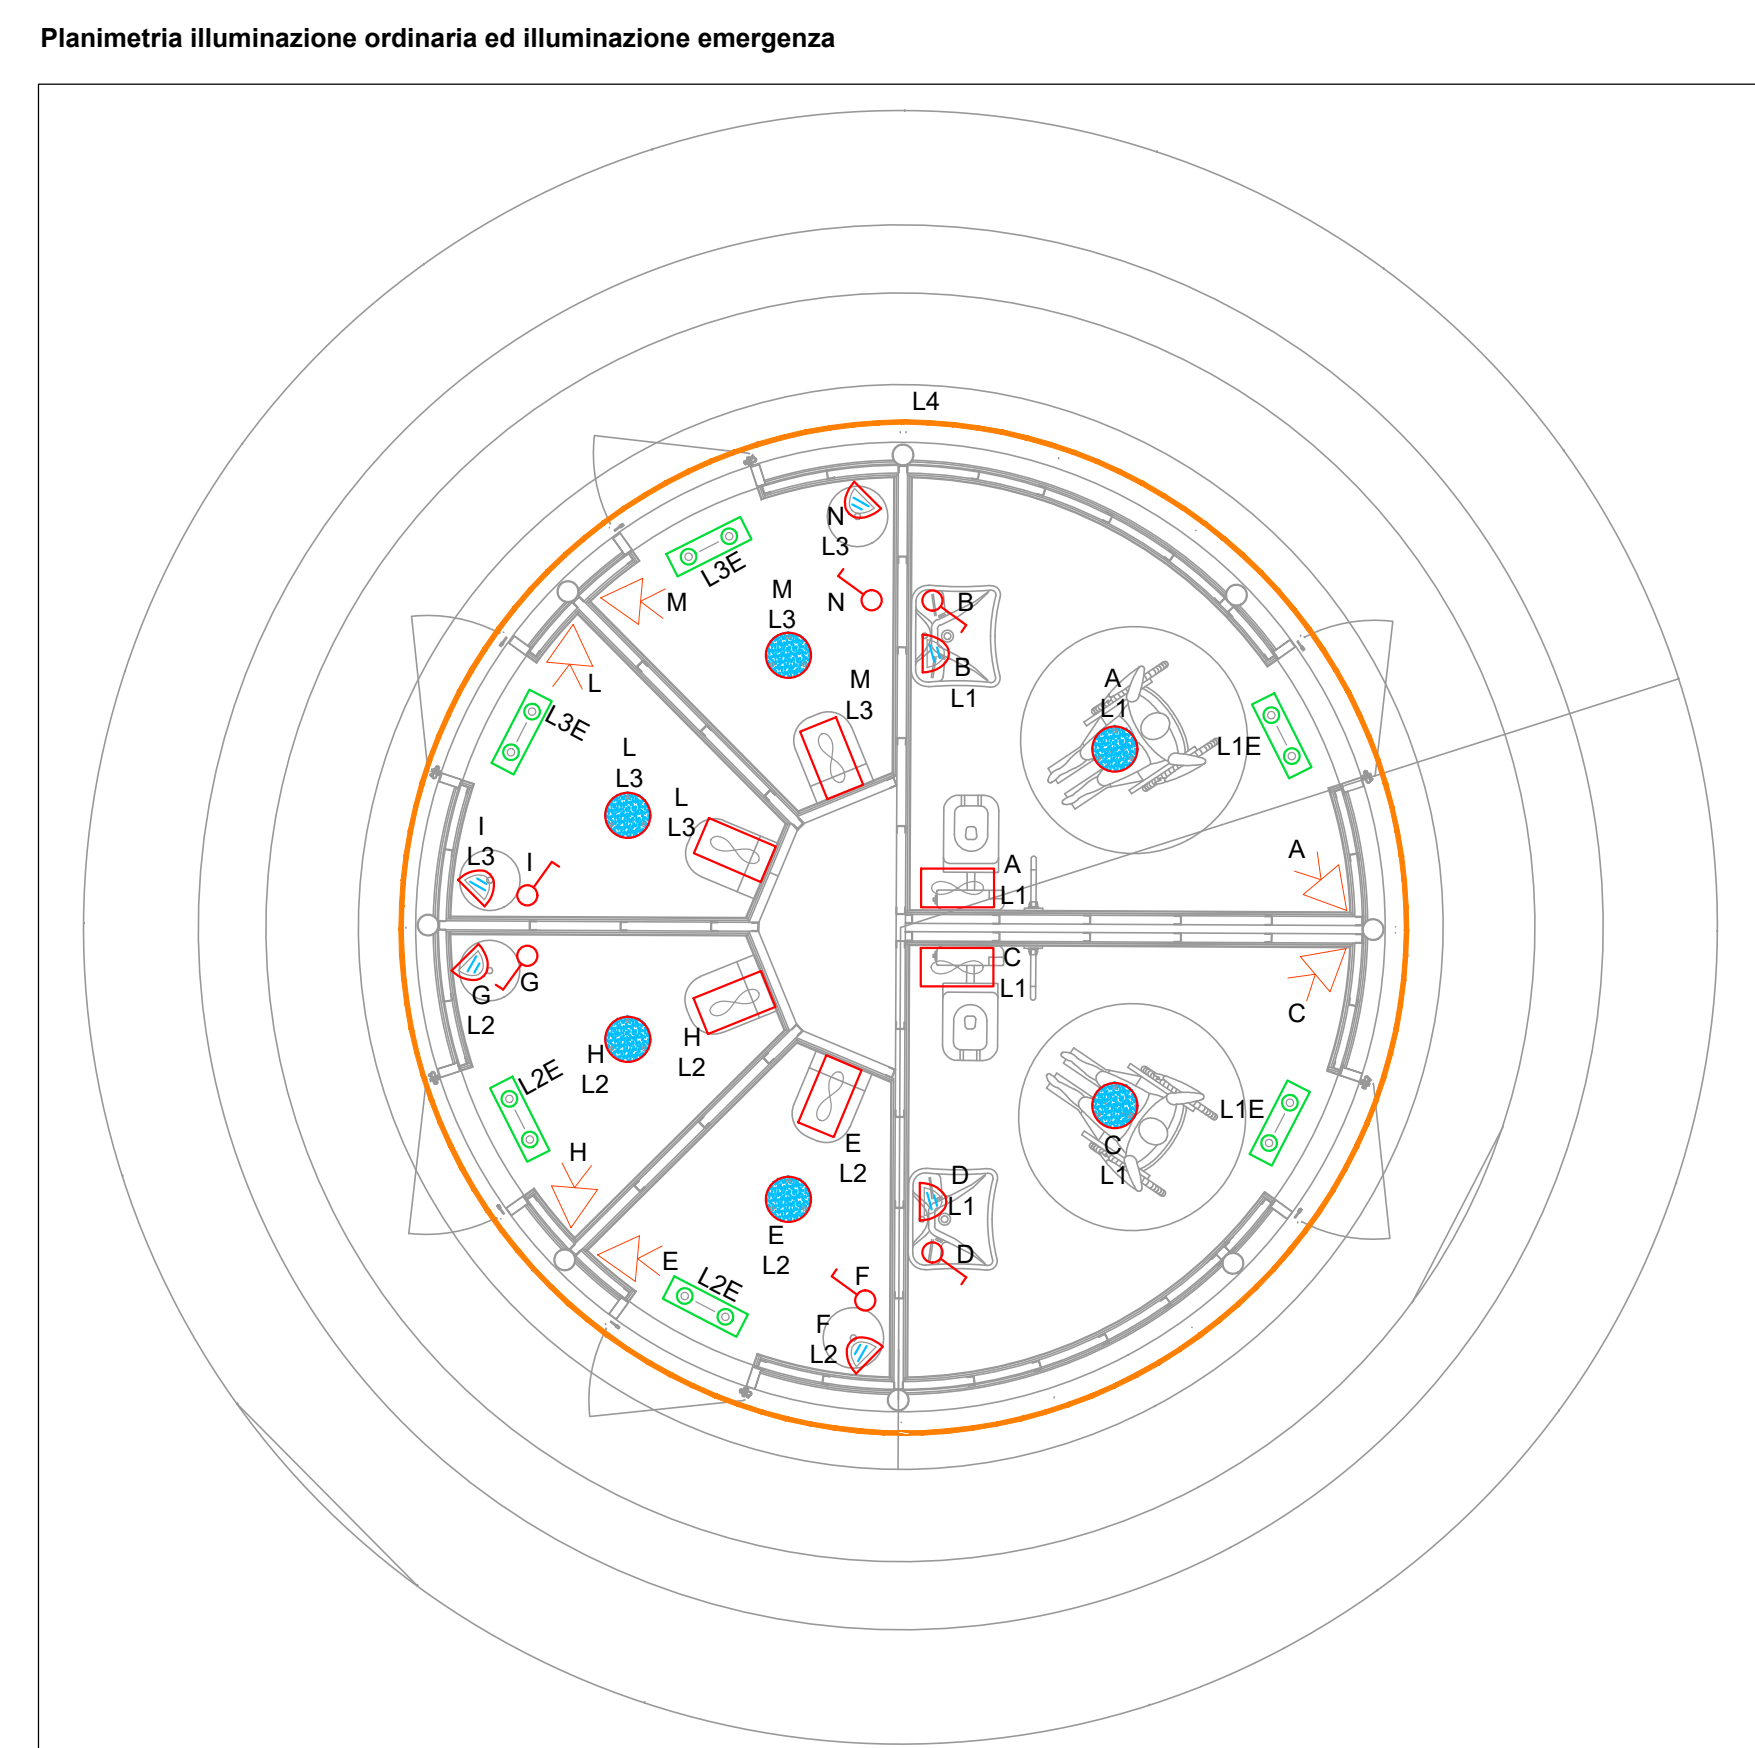 Planimetria illuminazione ordinaria ed illuminazione emergenza
L4
N
L3
L3E
M
L3
M
N
B
B
L1
L
L3E
M
L3
A
L1
L1E
L
L3
L
L3
I
L3
I
A
L1
A
G
L2
G
C
L1
C
H
L2
H
L2
L2E
H
E
L2
L1E
C
L1
D
L1
D
E
L2
E
L2E
F
F
L2